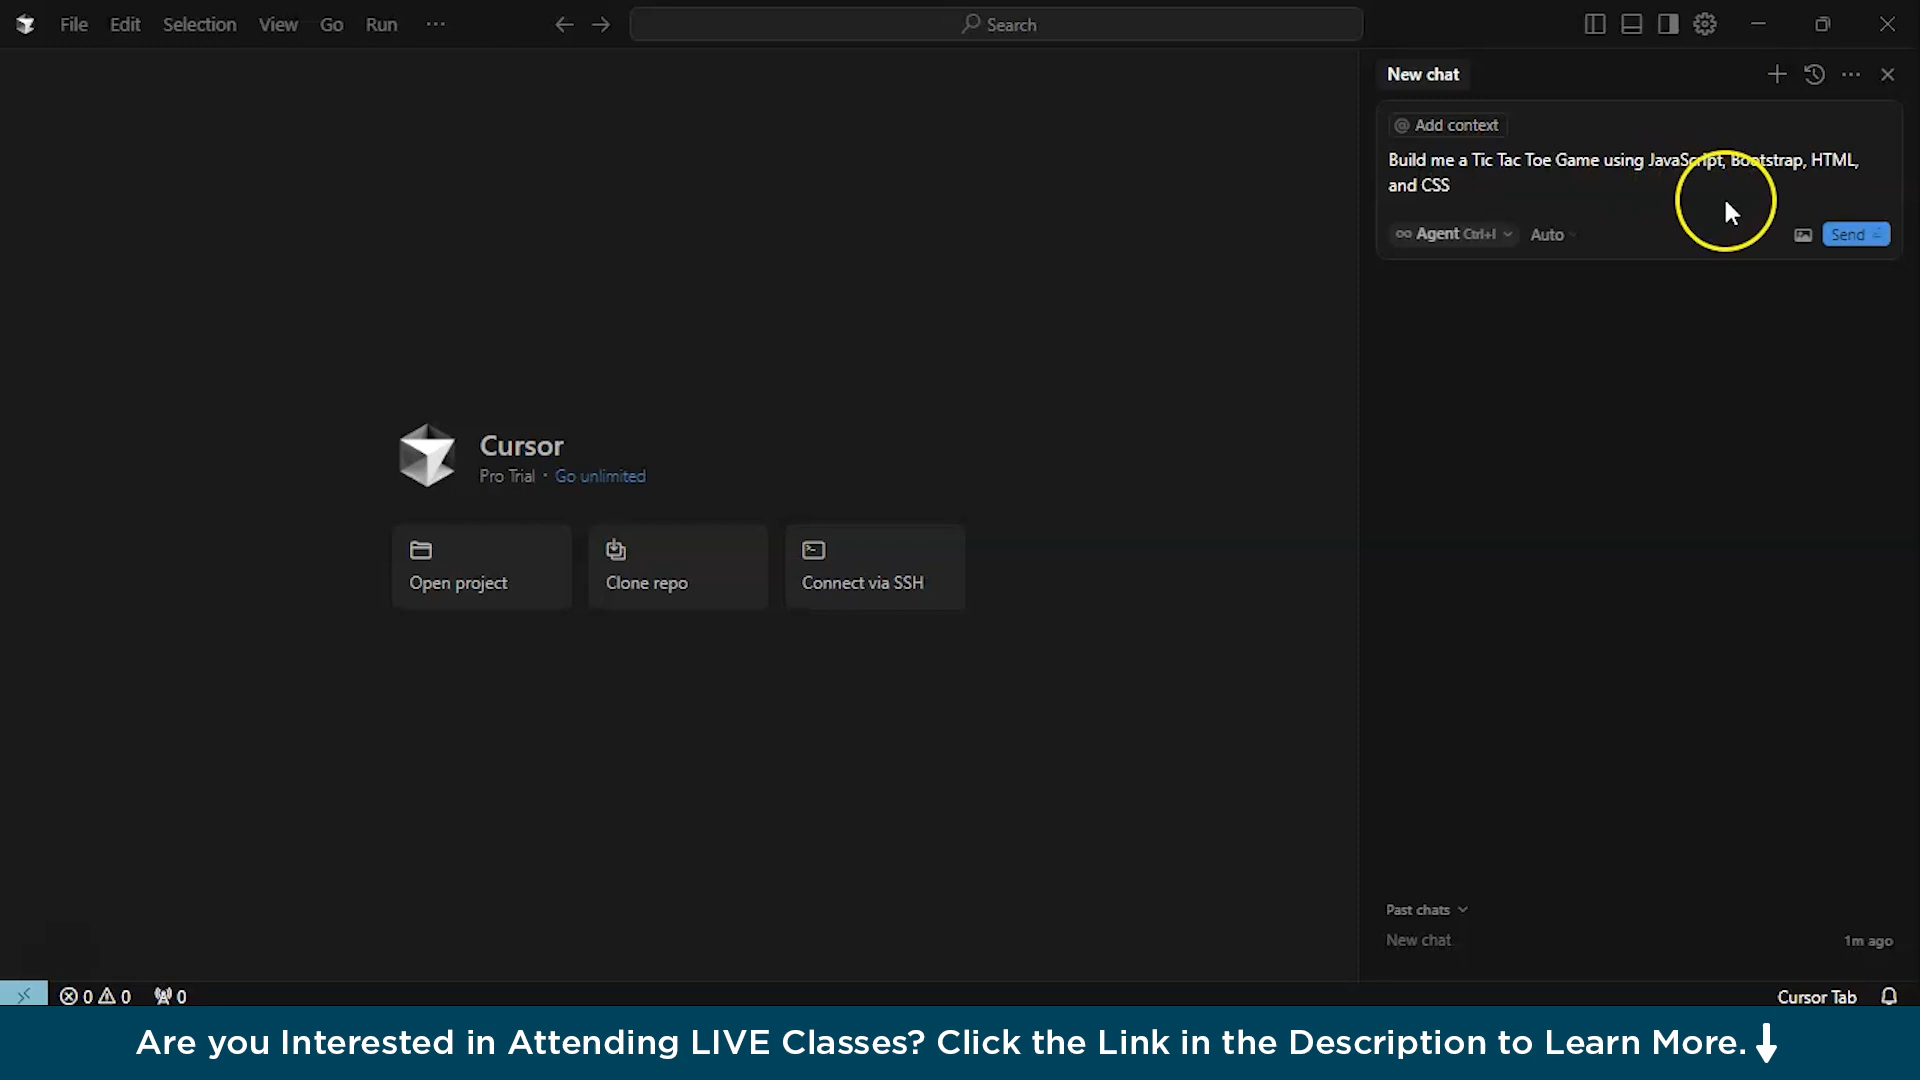 File Edit Selection View Go Run ···
Search
New chat
@ Add context
Build me a Tic Tac Toe Game using JavaScript, Bootstrap, HTML,
and CSS
∞ Agent Ctrl+I Auto
Send
Cursor
Pro Trial · Go unlimited
Open project
Clone repo
Connect via SSH
Past chats
New chat 1m ago
0 0 0
Cursor Tab
Are you Interested in Attending LIVE Classes? Click the Link in the Description to Learn More.